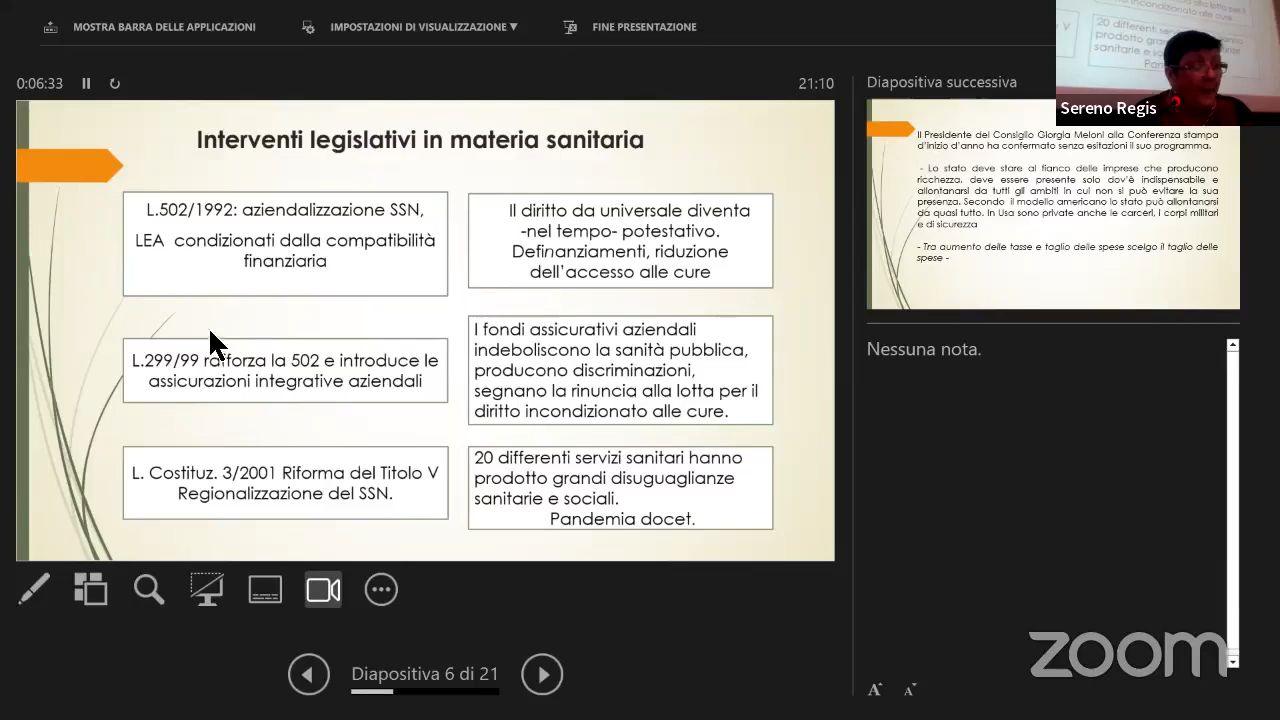 MOSTRA BARRA DELLE APPLICAZIONI
IMPOSTAZIONI DI VISUALIZZAZIONE ▼
FINE PRESENTAZIONE
0:06:33
21:10
Interventi legislativi in materia sanitaria
L.502/1992: aziendalizzazione SSN,
LEA condizionati dalla compatibilità
finanziaria
Il diritto da universale diventa
-nel tempo- potestativo.
Definanziamenti, riduzione
dell'accesso alle cure
L.299/99 rafforza la 502 e introduce le
assicurazioni integrative aziendali
I fondi assicurativi aziendali
indeboliscono la sanità pubblica,
producono discriminazioni,
segnano la rinuncia alla lotta per il
diritto incondizionato alle cure.
L. Costituz. 3/2001 Riforma del Titolo V
Regionalizzazione del SSN.
20 differenti servizi sanitari hanno
prodotto grandi disuguaglianze
sanitarie e sociali.
Pandemia docet.
Diapositiva 6 di 21
Diapositiva successiva
Il Presidente del Consiglio Giorgia Meloni alla Conferenza stampa
d'inizio d'anno ha confermato senza esitazioni il suo programma.
- Lo stato deve stare al fianco delle imprese che producono
ricchezza, deve essere presente solo dov'è indispensabile e
allontanarsi da tutti gli ambiti in cui non si può evitare la sua
presenza. Secondo il modello americano lo stato può allontanarsi
da quasi tutto. In Usa sono private anche le carceri, i corpi militari
e di sicurezza
- Tra aumento delle tasse e taglio delle spese scelgo il taglio delle
spese -
Nessuna nota.
Sereno Regis
zoom